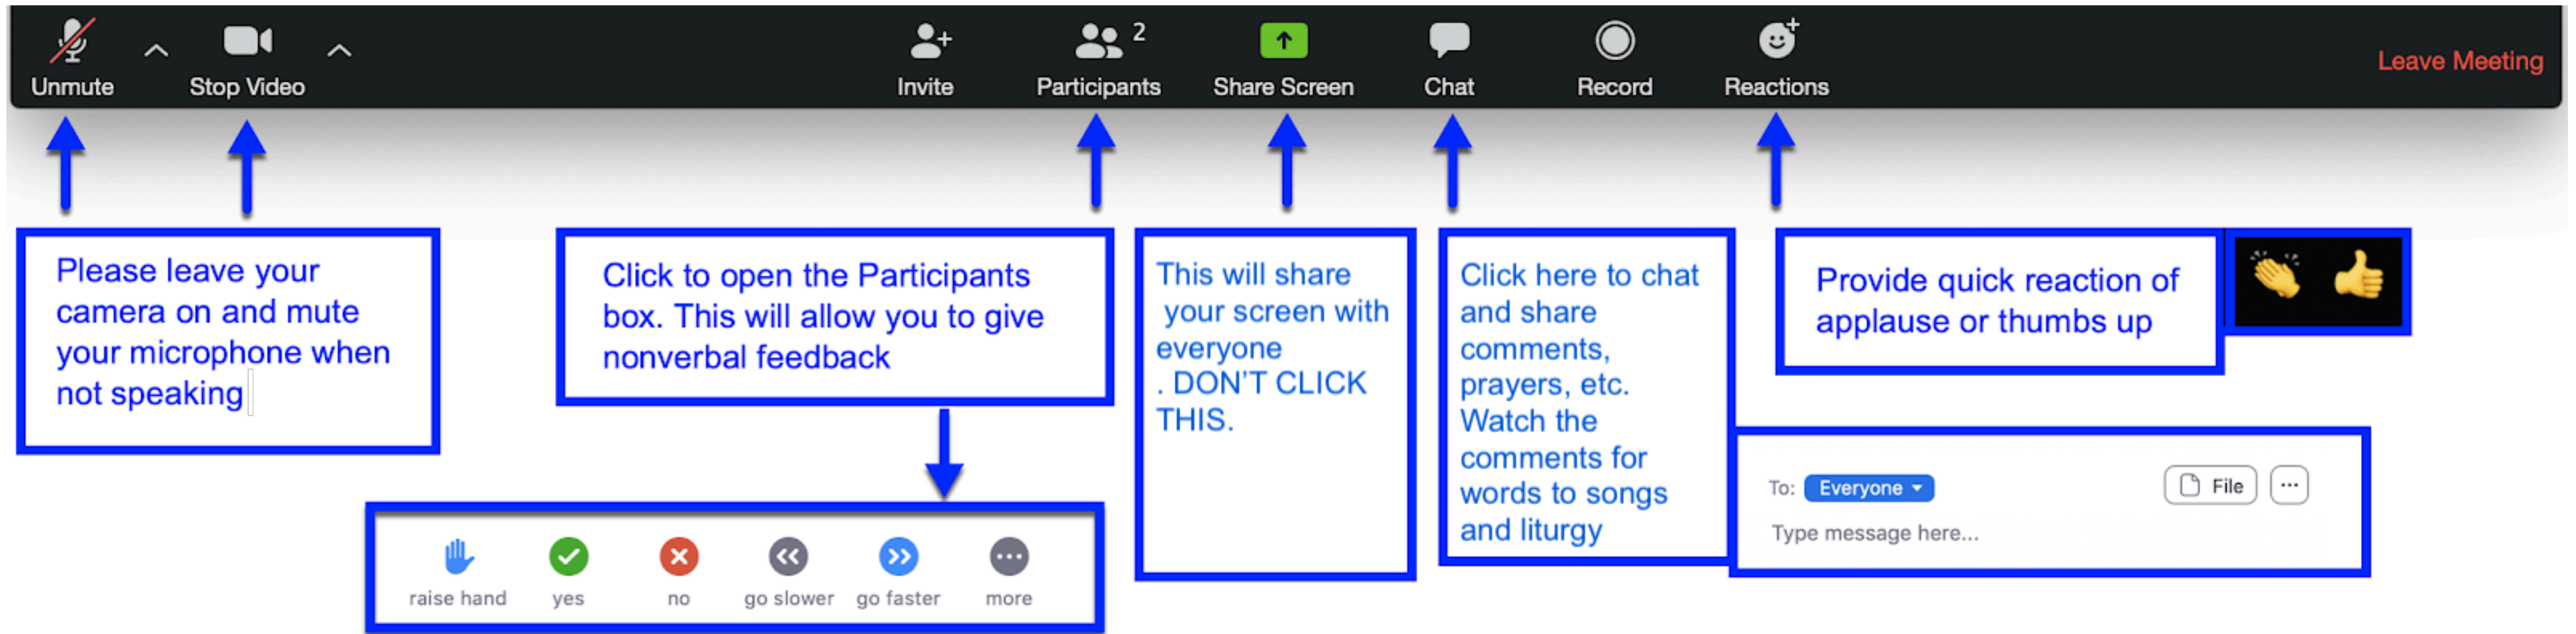 2
Unmute
Stop Video
Invite
Participants
Share Screen
Chat
Record
Reactions
Leave Meeting
Please leave your
camera on and mute
your microphone when
not speaking
Click to open the Participants
box. This will allow you to give
nonverbal feedback
This will share
your screen with
everyone
. DON'T CLICK
THIS.
Click here to chat
and share
comments,
prayers, etc.
Watch the
comments for
words to songs
and liturgy
Provide quick reaction of
applause or thumbs up
To: Everyone
File
Type message here...
raise hand
yes
no
go slower
go faster
more